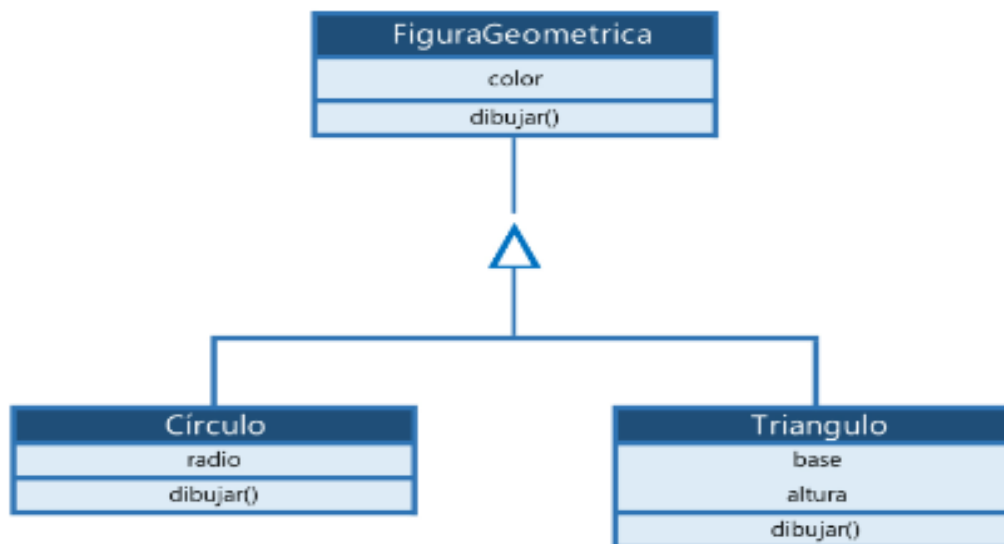 FiguraGeometrica
color
dibujar()
Círculo
radio
dibujar()
Triangulo
base
altura
dibujar()